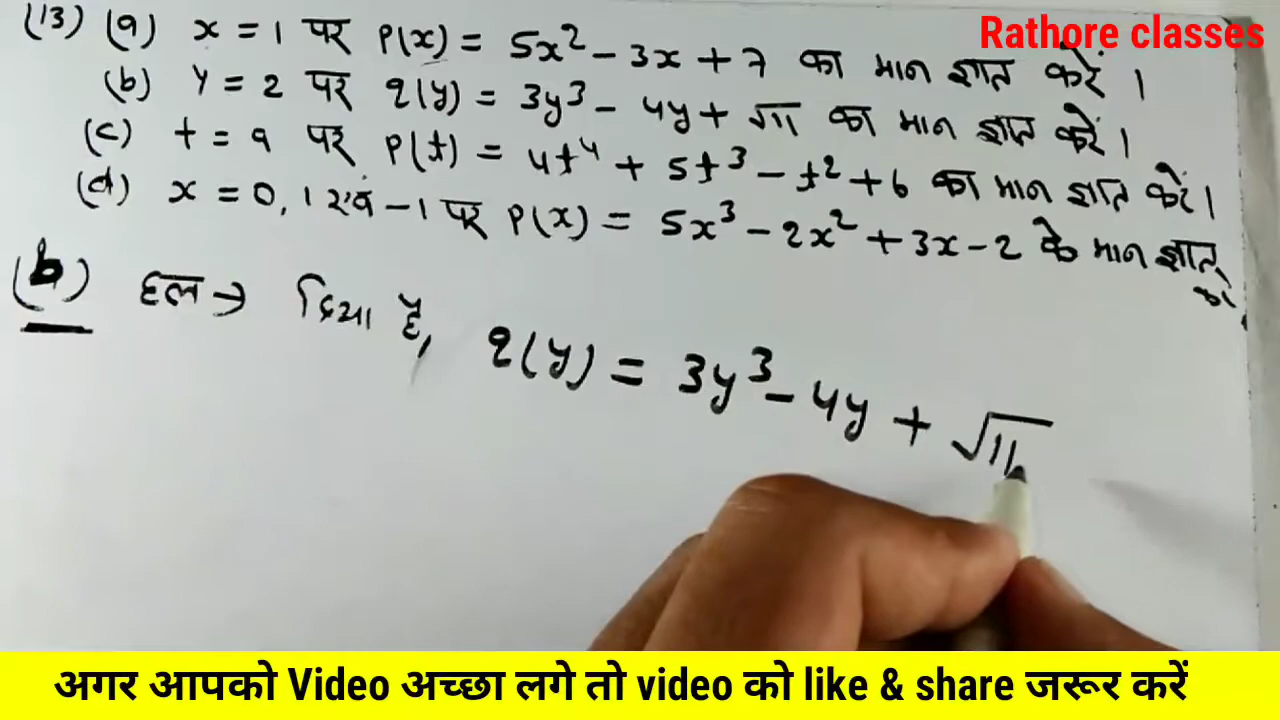 Rathore classes
(13) (a) x = 1 पर p(x) = 5x² - 3x + 7 का मान ज्ञात करें ।
(b) y = 2 पर q(y) = 3y³ - 4y + √11 का मान ज्ञात करें ।
(c) t = a पर p(t) = 4t⁴ + 5t³ - t² + 6 का मान ज्ञात करें ।
(d) x = 0, 1 एवं -1 पर p(x) = 5x³ - 2x² + 3x - 2 के मान ज्ञात
(b) हल → दिया है, q(y) = 3y³ - 4y + √11
अगर आपको Video अच्छा लगे तो video को like & share जरूर करें